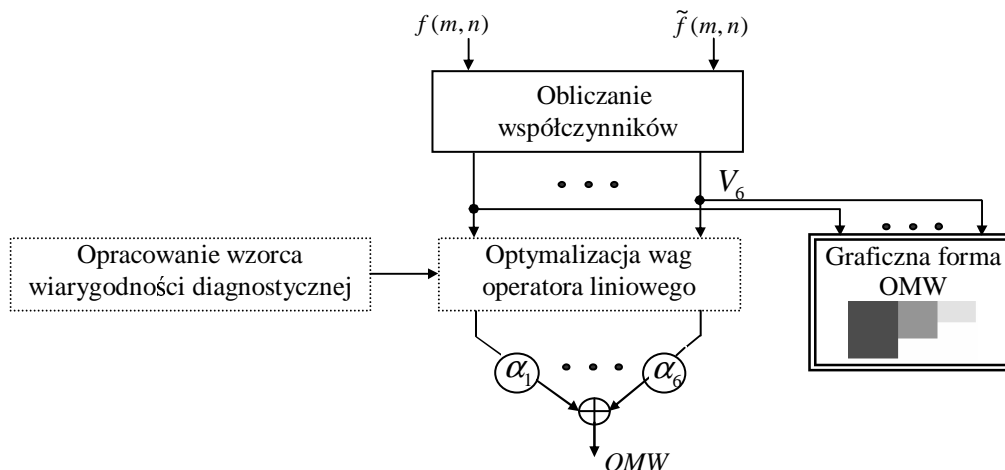 f(m,n)
f̃(m,n)
Obliczanie
współczynników
V₆
Opracowanie wzorca
wiarygodności diagnostycznej
Optymalizacja wag
operatora liniowego
Graficzna forma
OMW
α₁
α₆
OMW